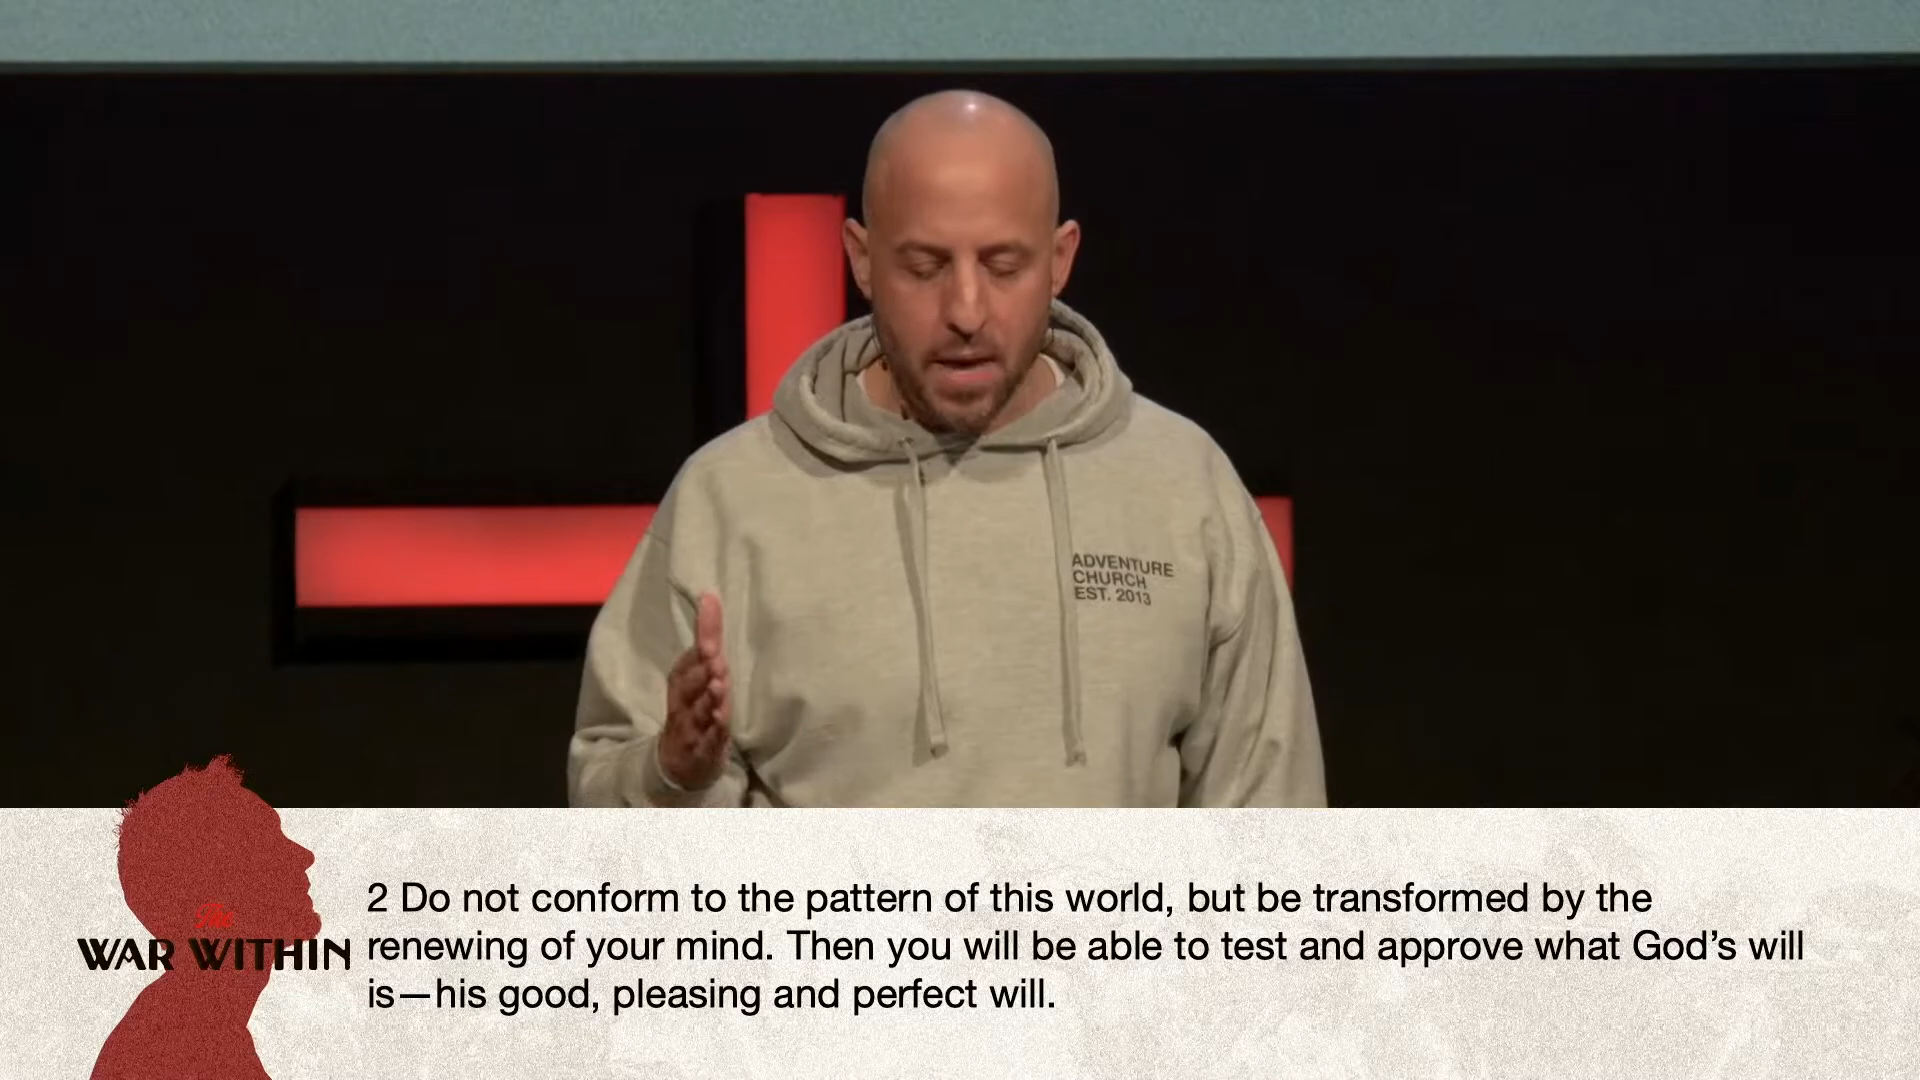 ADVENTURE
CHURCH
EST. 2013
The
WAR WITHIN
2 Do not conform to the pattern of this world, but be transformed by the
renewing of your mind. Then you will be able to test and approve what God’s will
is—his good, pleasing and perfect will.